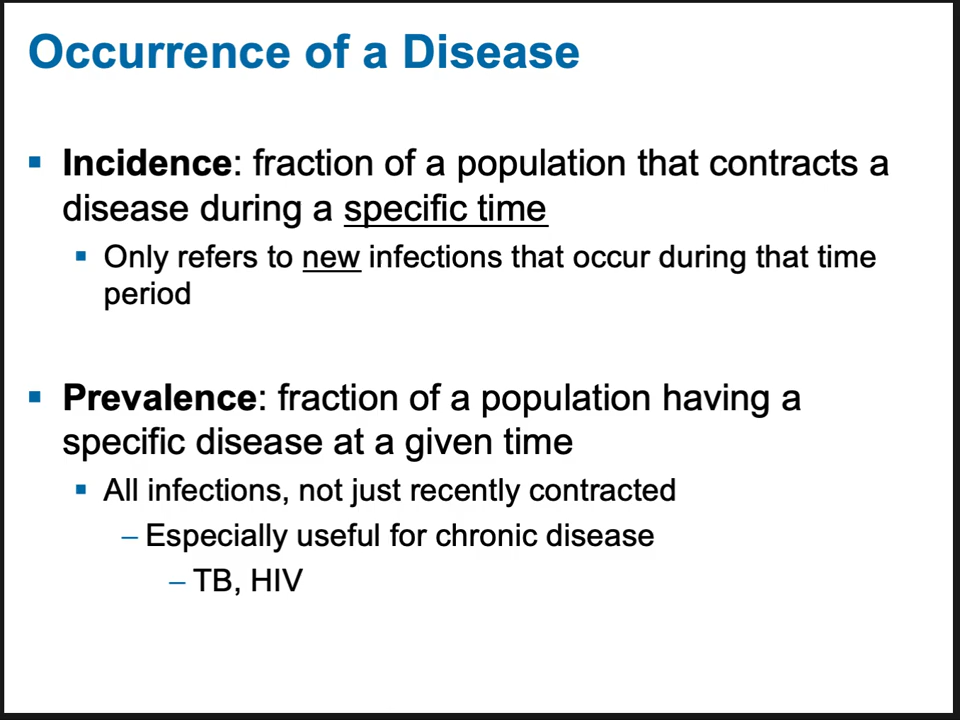 Occurrence of a Disease
Incidence: fraction of a population that contracts a
disease during a specific time
Only refers to new infections that occur during that time
period
Prevalence: fraction of a population having a
specific disease at a given time
All infections, not just recently contracted
– Especially useful for chronic disease
– TB, HIV